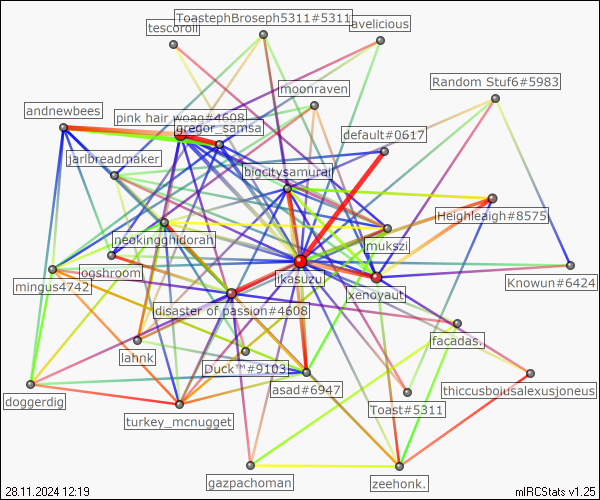 ToastephBroseph5311#5311
tescoroll
avelicious
Random Stuf6#5983
moonraven
andnewbees
pink hair woag#4608
gregor_samsa
default#0617
jarlbreadmaker
bigcitysamurai
Heighleaigh#8575
neokingghidorah
mukszi
ogshroom
ikasuzu
Knowun#6424
mingus4742
xenoyaut
disaster of passion#4608
facadas.
lahnk
Duck™#9103
asad#6947
thiccusboiusalexusjoneus
doggerdig
Toast#5311
turkey_mcnugget
gazpachoman
zeehonk.
28.11.2024 12:19
mIRCStats v1.25